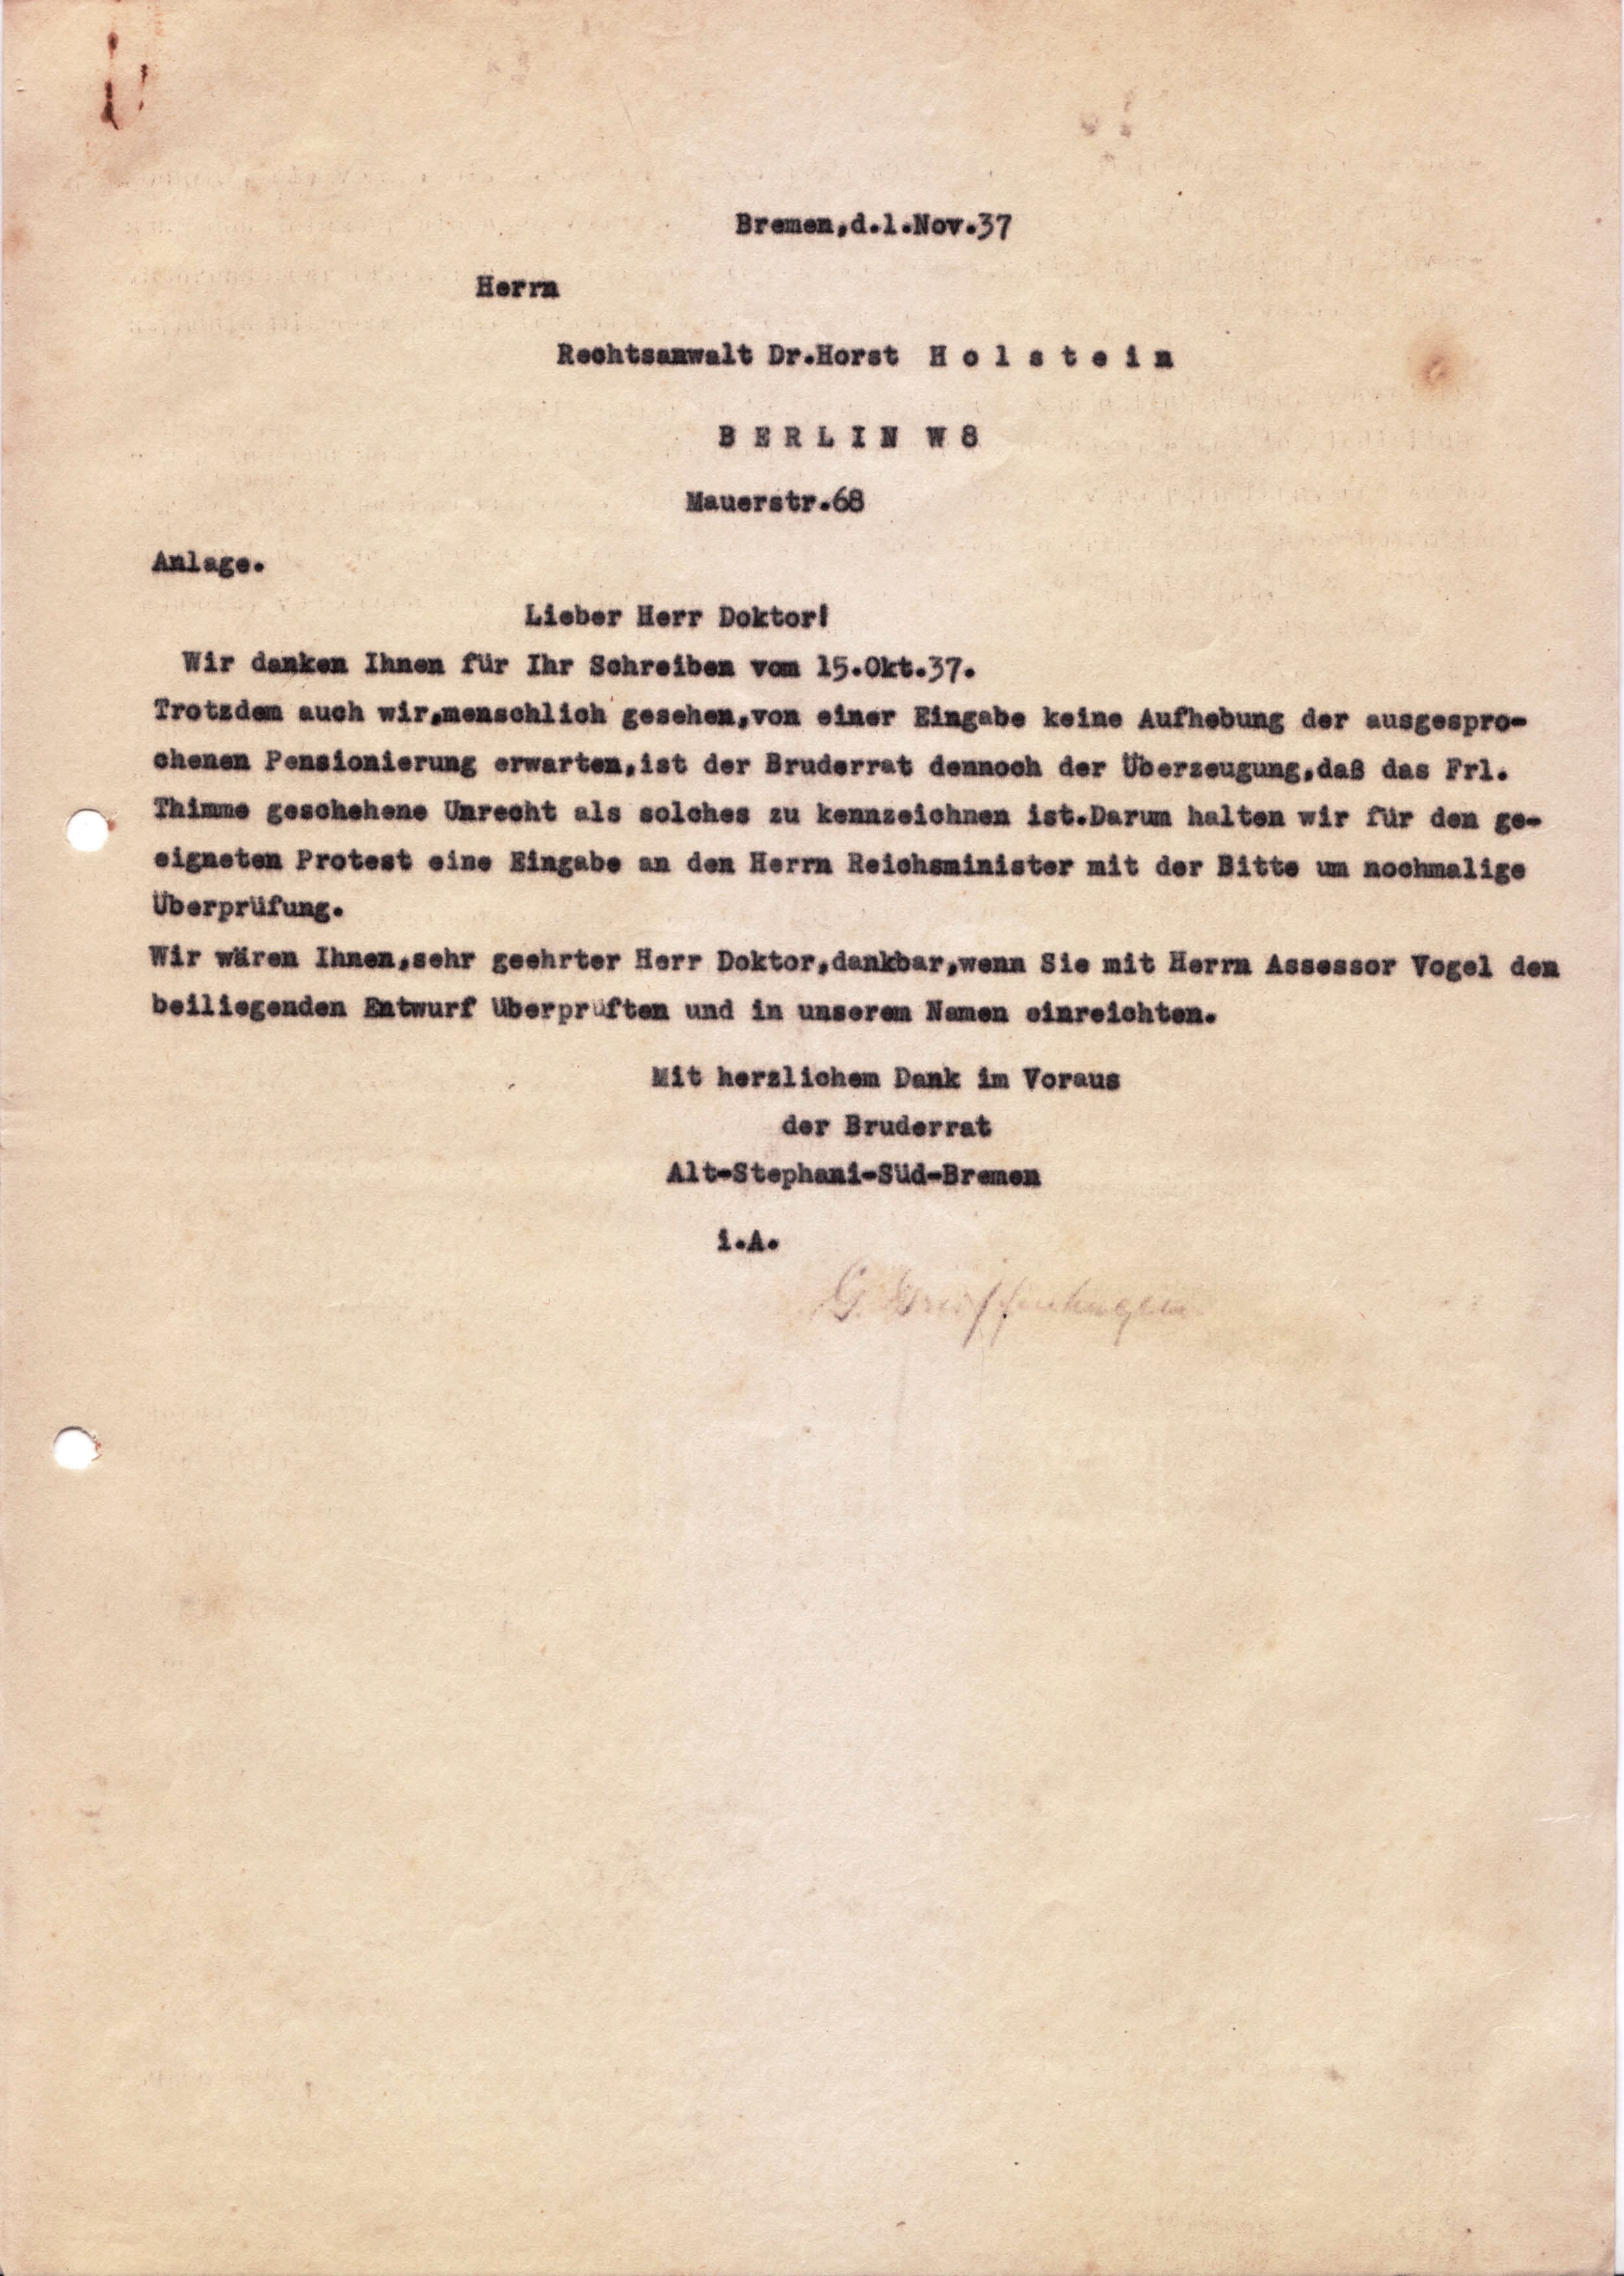 Bremen,d.1.Nov.37
Herrn
Rechtsanwalt Dr.Horst H o l s t e i n
B E R L I N W 8
Mauerstr.68
Anlage.
Lieber Herr Doktor!
Wir danken Ihnen für Ihr Schreiben vom 15.Okt.37.
Trotzdem auch wir,menschlich gesehen,von einer Eingabe keine Aufhebung der ausgespro-
chenen Pensionierung erwarten,ist der Bruderrat dennoch der Überzeugung,daß das Frl.
Thimme geschehene Unrecht als solches zu kennzeichnen ist.Darum halten wir für den ge-
eigneten Protest eine Eingabe an den Herrn Reichsminister mit der Bitte um nochmalige
Überprüfung.
Wir wären Ihnen,sehr geehrter Herr Doktor,dankbar,wenn Sie mit Herrn Assessor Vogel den
beiliegenden Entwurf überprüften und in unserem Namen einreichten.
Mit herzlichem Dank im Voraus
der Bruderrat
Alt-Stephani-Süd-Bremen
i.A.
G. Greiffenhagen